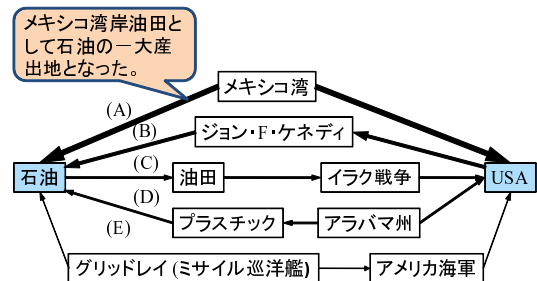 メキシコ湾岸油田と
して石油の一大産
出地となった。
メキシコ湾
(A)
(B)
ジョン・F・ケネディ
石油
(C)
油田
イラク戦争
USA
(D)
プラスチック
アラバマ州
(E)
グリッドレイ (ミサイル巡洋艦)
アメリカ海軍